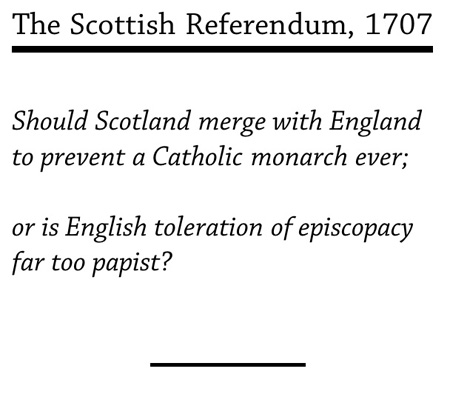 The Scottish Referendum, 1707
Should Scotland merge with England
to prevent a Catholic monarch ever;
or is English toleration of episcopacy
far too papist?